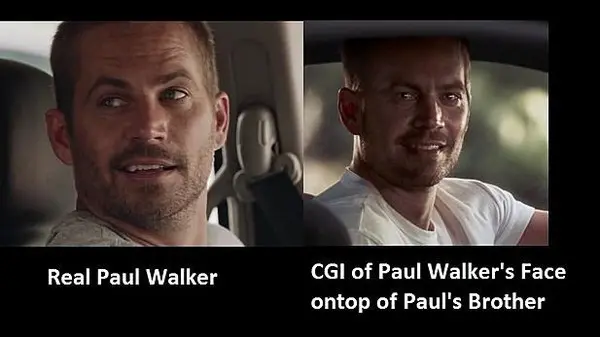 Real Paul Walker
CGI of Paul Walker's Face
ontop of Paul's Brother